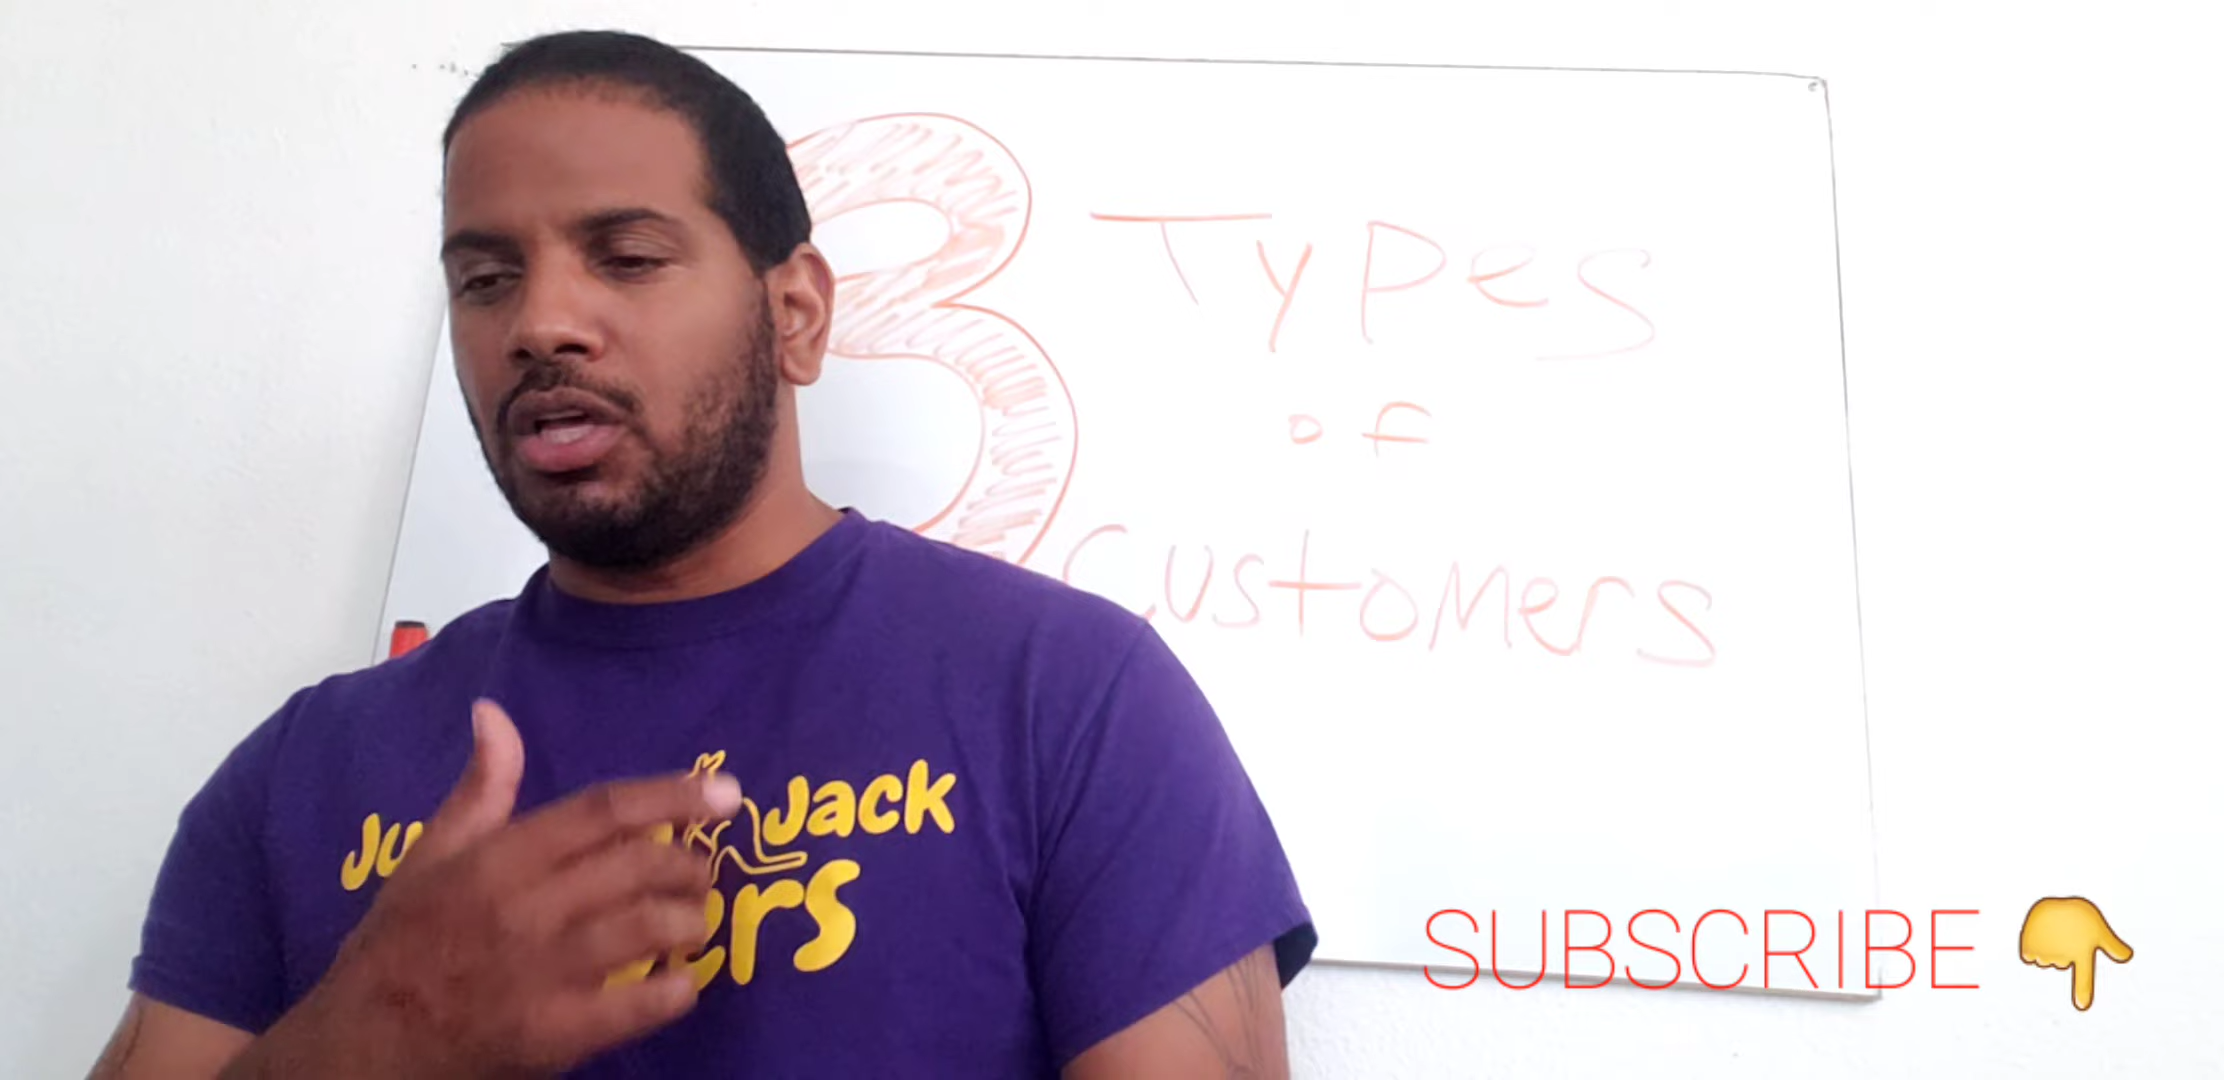 3 Types
of
customers
Jack
SUBSCRIBE